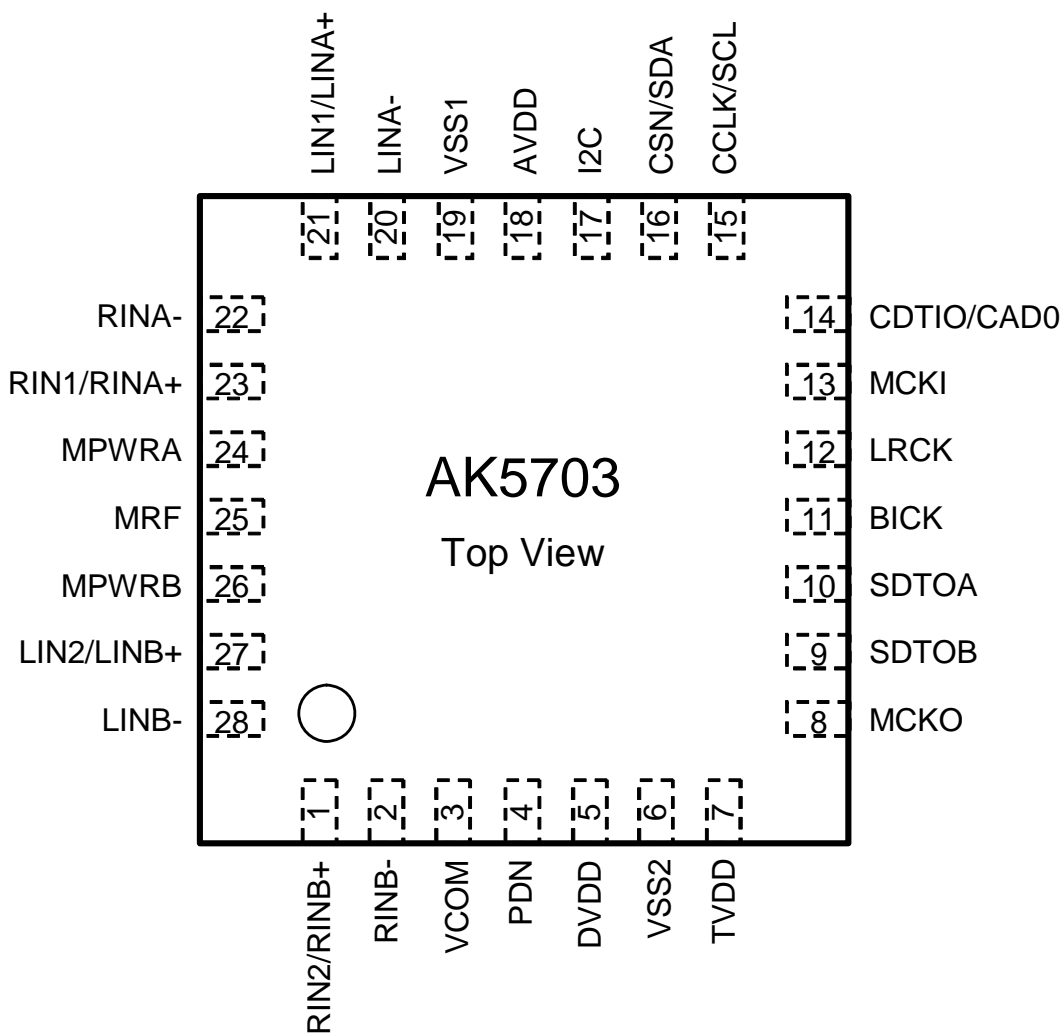 LIN1/LINA+
LINA-
VSS1
AVDD
I2C
CSN/SDA
CCLK/SCL
21
20
19
18
17
16
15
RINA- 22
14 CDTIO/CAD0
RIN1/RINA+ 23
13 MCKI
MPWRA 24
12 LRCK
AK5703
MRF 25
11 BICK
Top View
MPWRB 26
10 SDTOA
LIN2/LINB+ 27
9 SDTOB
LINB- 28
8 MCKO
1
2
3
4
5
6
7
RIN2/RINB+
RINB-
VCOM
PDN
DVDD
VSS2
TVDD